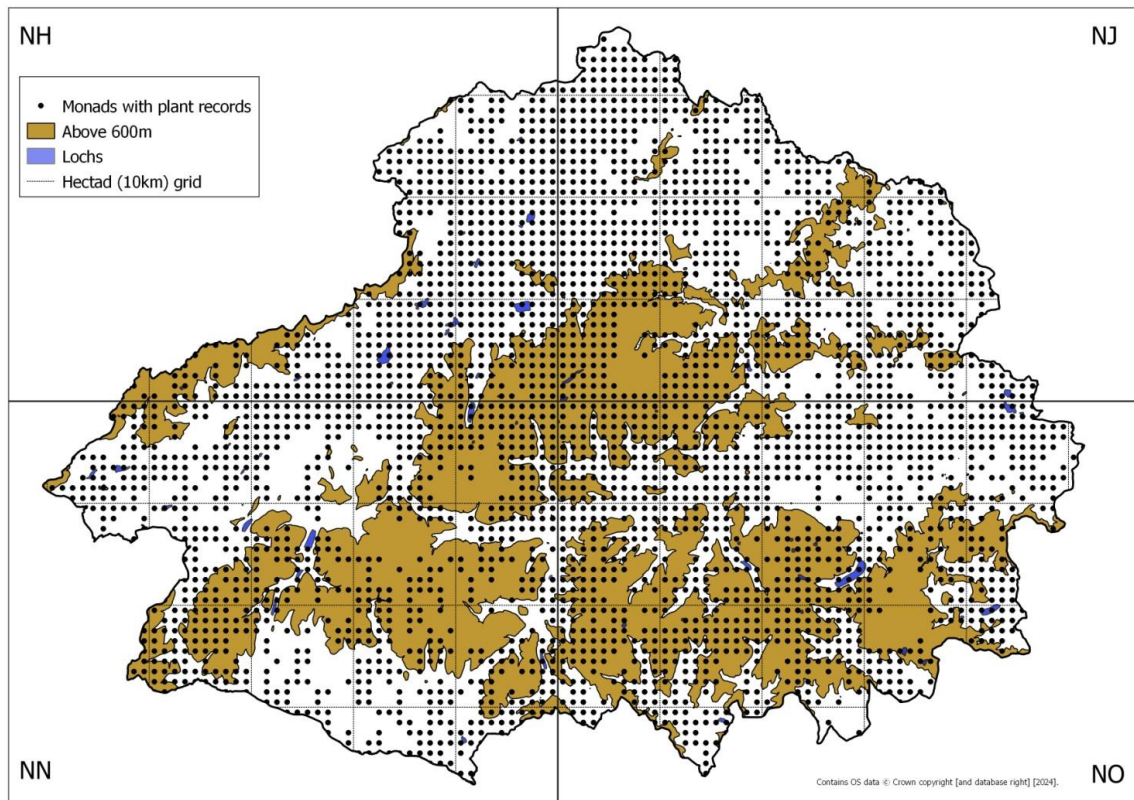 NH
NJ
Monads with plant records
Above 600m
Lochs
Hectad (10km) grid
NN
NO
Contains OS data © Crown copyright [and database right] [2024].